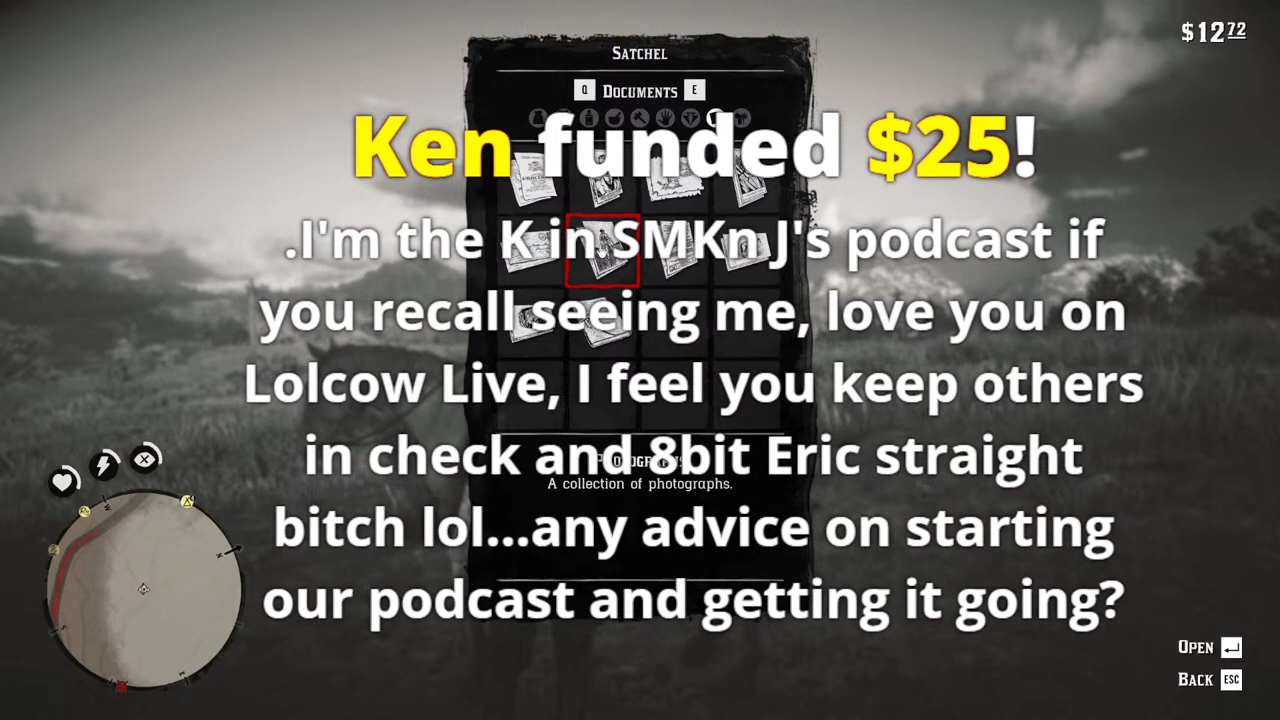 $12.72
SATCHEL
Q DOCUMENTS E
Ken funded $25!
.I'm the K in SMKn J's podcast if
you recall seeing me, love you on
Lolcow Live, I feel you keep others
in check and 8bit Eric straight
A collection of photographs.
bitch lol...any advice on starting
our podcast and getting it going?
OPEN
BACK ESC